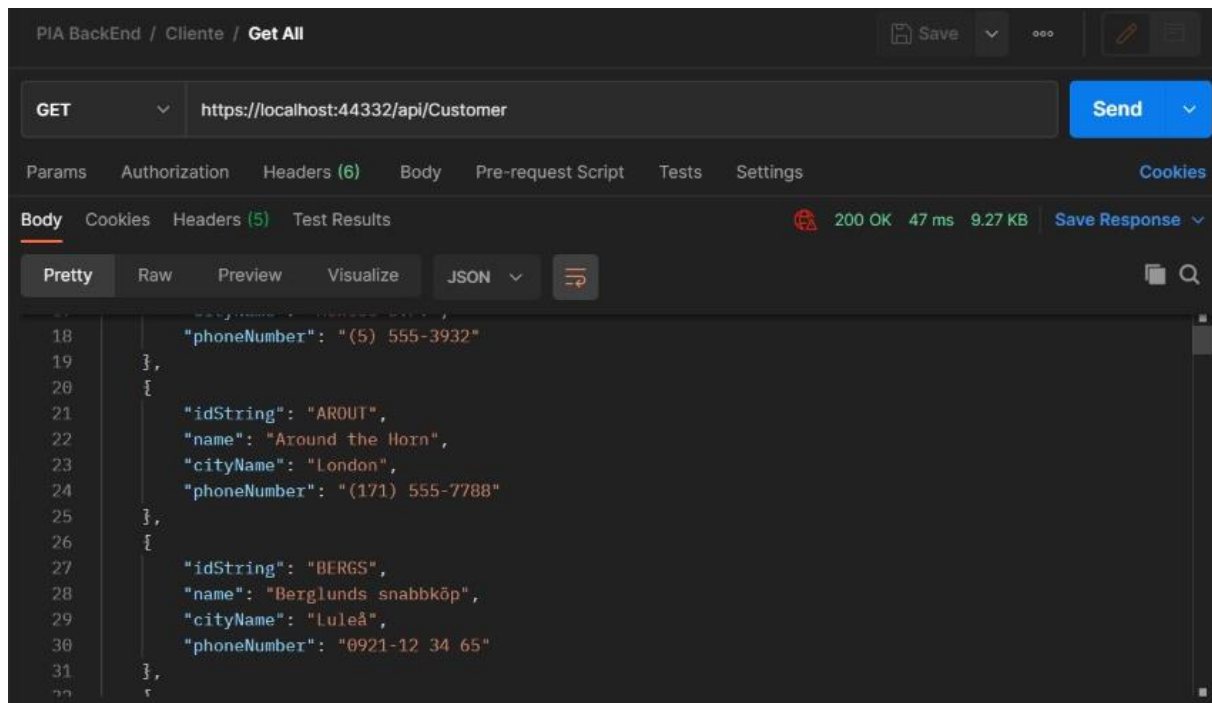 PIA BackEnd / Cliente / Get All Save ooo
GET https://localhost:44332/api/Customer Send
Params Authorization Headers (6) Body Pre-request Script Tests Settings Cookies
Body Cookies Headers (5) Test Results 200 OK 47 ms 9.27 KB Save Response
Pretty Raw Preview Visualize JSON
18 "phoneNumber": "(5) 555-3932"
19 },
20 {
21 "idString": "AROUT",
22 "name": "Around the Horn",
23 "cityName": "London",
24 "phoneNumber": "(171) 555-7788"
25 },
26 {
27 "idString": "BERGS",
28 "name": "Berglunds snabbköp",
29 "cityName": "Luleå",
30 "phoneNumber": "0921-12 34 65"
31 },